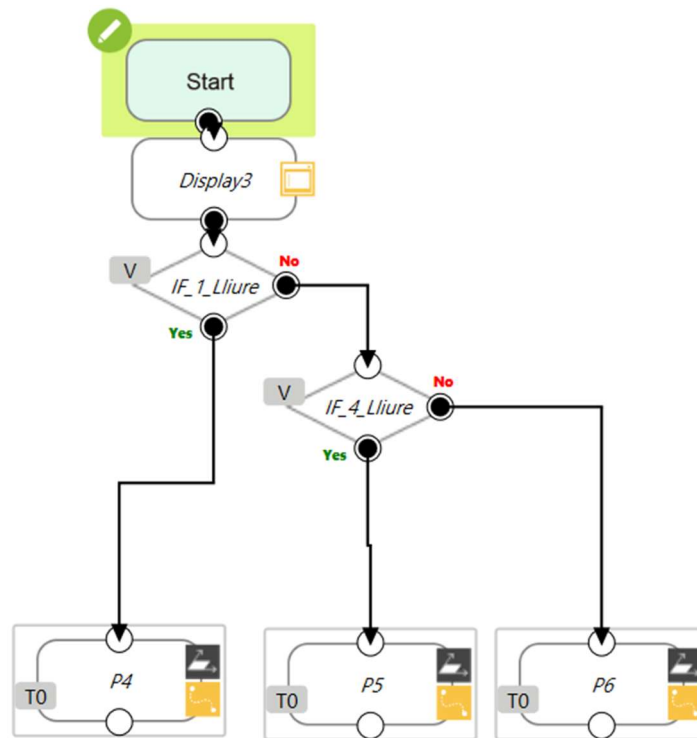 Start
Display3
V
IF_1_Lliure
No
Yes
V
IF_4_Lliure
No
Yes
P4
T0
P5
T0
P6
T0